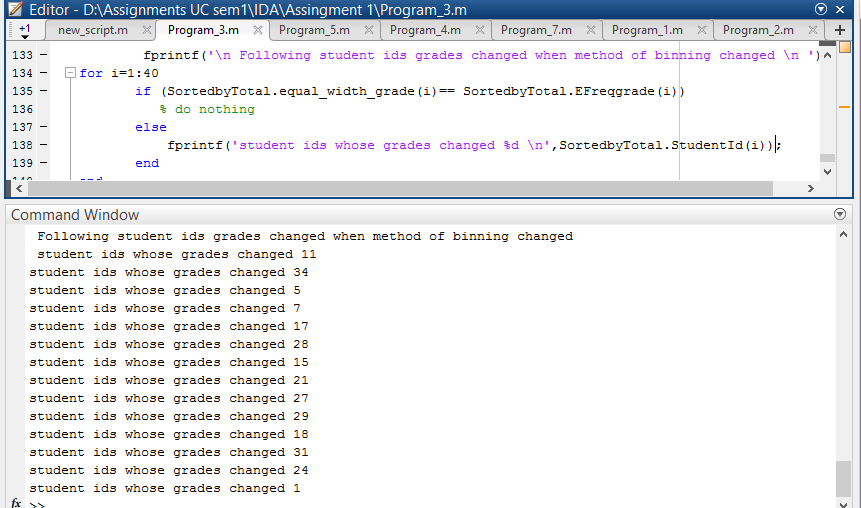 Editor - D:\Assignments UC sem1\IDA\Assingment 1\Program_3.m
+1 new_script.m Program_3.m Program_5.m Program_4.m Program_7.m Program_1.m Program_2.m +
133 - fprintf('\n Following student ids grades changed when method of binning changed \n ')
134 - for i=1:40
135 - if (SortedbyTotal.equal_width_grade(i)== SortedbyTotal.EFreqgrade(i))
136 % do nothing
137 - else
138 - fprintf('student ids whose grades changed %d \n',SortedbyTotal.StudentId(i));
139 - end
140 - end
Command Window
Following student ids grades changed when method of binning changed
student ids whose grades changed 11
student ids whose grades changed 34
student ids whose grades changed 5
student ids whose grades changed 7
student ids whose grades changed 17
student ids whose grades changed 28
student ids whose grades changed 15
student ids whose grades changed 21
student ids whose grades changed 27
student ids whose grades changed 29
student ids whose grades changed 18
student ids whose grades changed 31
student ids whose grades changed 24
student ids whose grades changed 1
fx >>